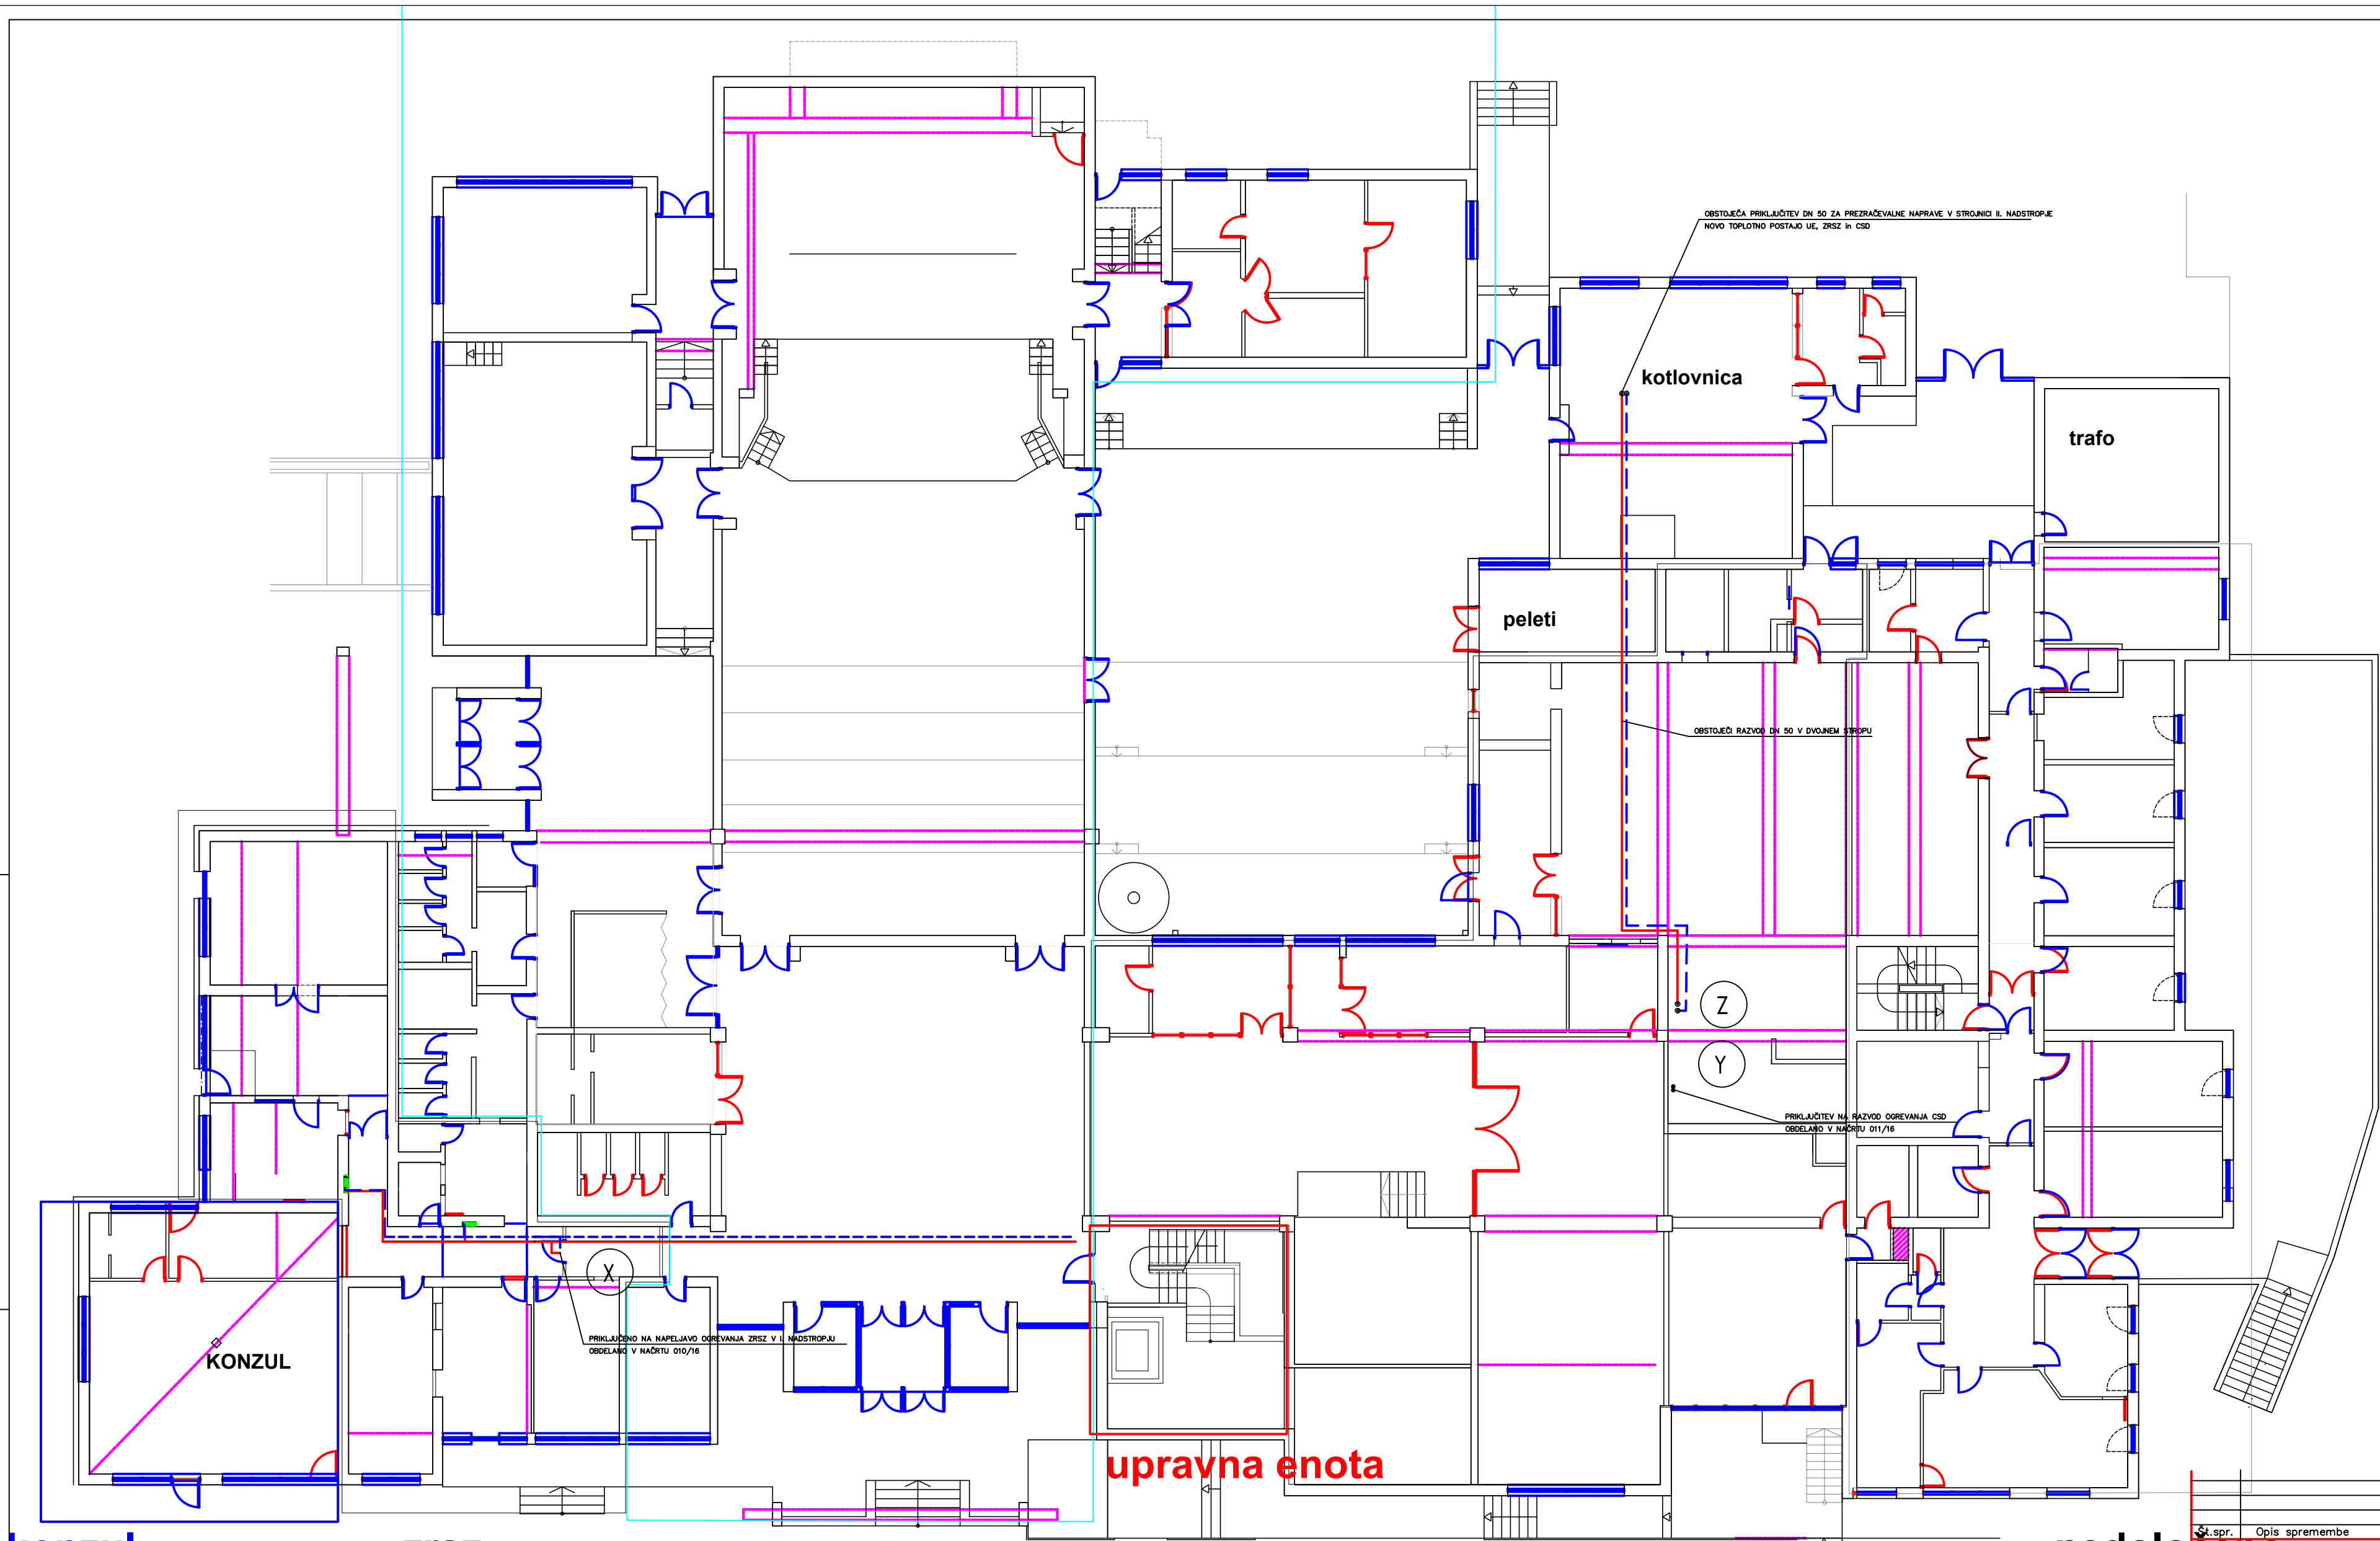 OBSTOJEČA PRIKLJUČITEV DN 50 ZA PREZRAČEVALNE NAPRAVE V STROJNICI II. NADSTROPJE
NOVO TOPLOTNO POSTAJO UE, ZRSZ in CSD
kotlovnica
trafo
peleti
OBSTOJEČI RAZVOD DN 50 V DVOJNEM STROPU
Z
Y
PRIKLJUČITEV NA RAZVOD OGREVANJA CSD
OBDELANO V NAČRTU 011/16
X
PRIKLJUČENO NA NAPELJAVO OGREVANJA ZRSZ V I. NADSTROPJU
OBDELANO V NAČRTU 010/16
KONZUL
upravna enota
Št.spr. Opis spremembe
konzul